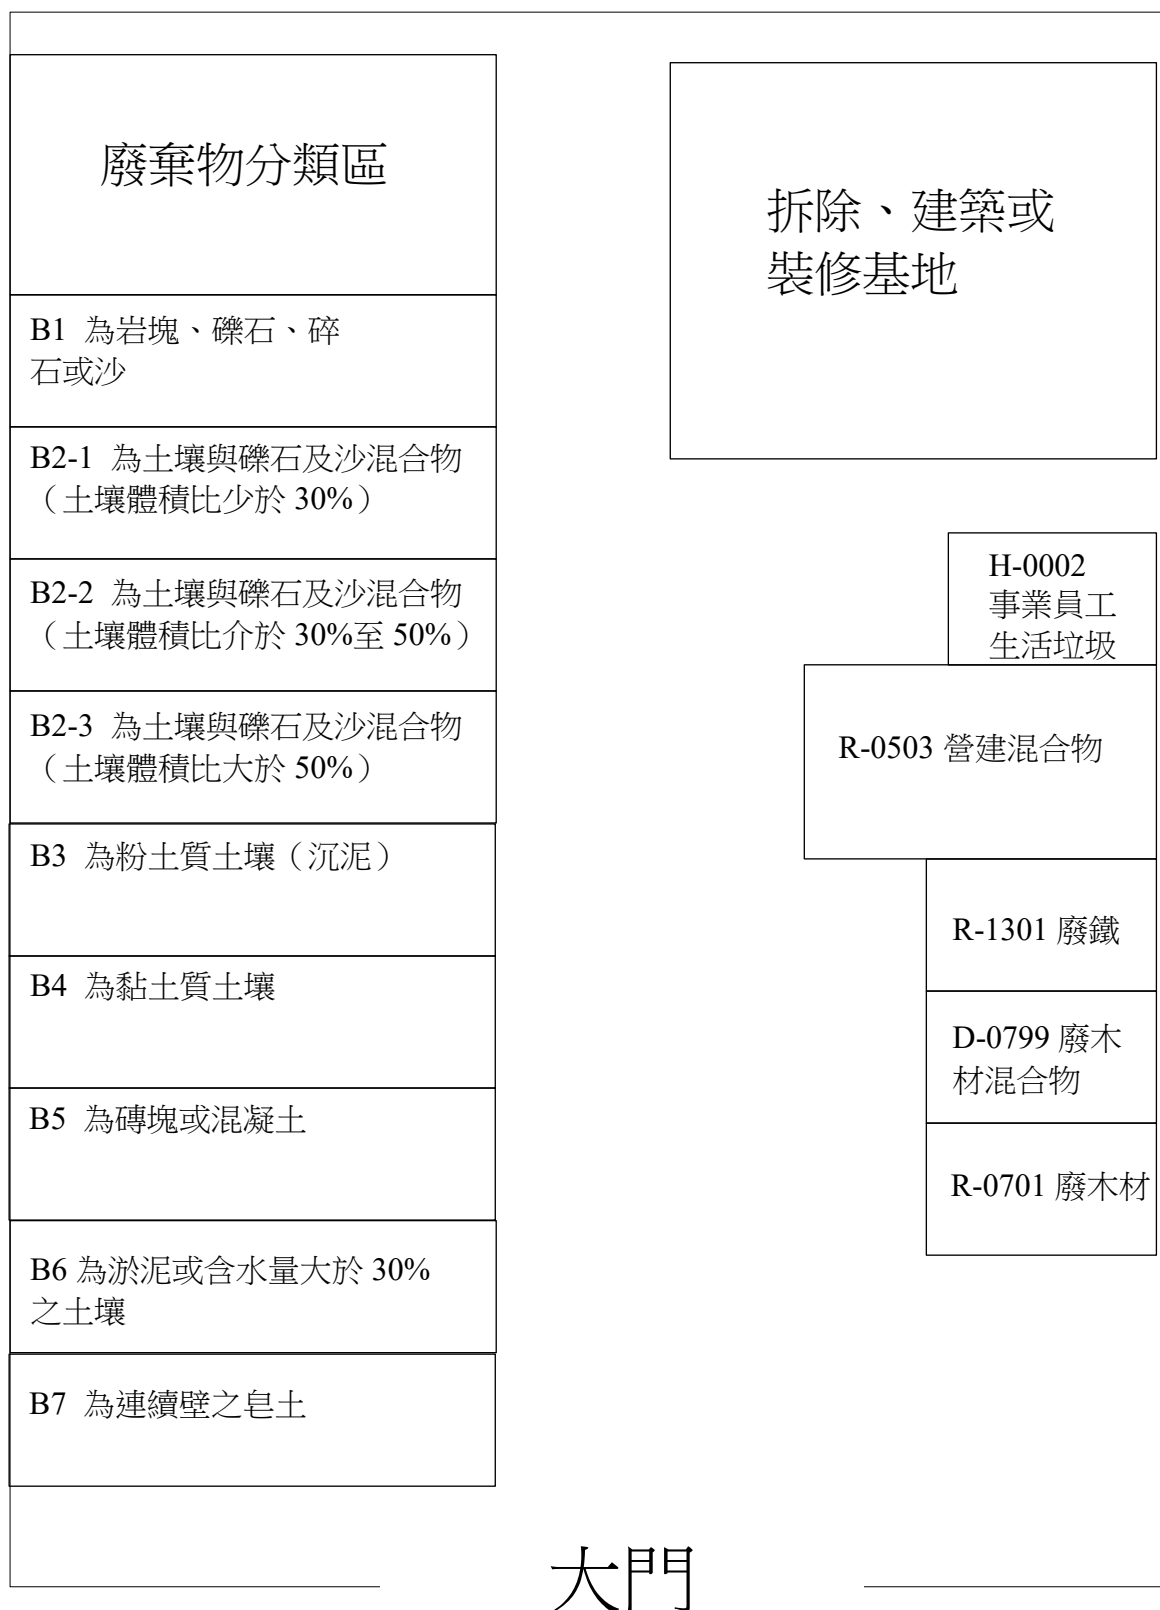 廢棄物分類區
B1 為岩塊、礫石、碎
石或沙
B2-1 為土壤與礫石及沙混合物
（土壤體積比少於 30%）
B2-2 為土壤與礫石及沙混合物
（土壤體積比介於 30%至 50%）
B2-3 為土壤與礫石及沙混合物
（土壤體積比大於 50%）
B3 為粉土質土壤（沉泥）
B4 為黏土質土壤
B5 為磚塊或混凝土
B6 為淤泥或含水量大於 30%
之土壤
B7 為連續壁之皂土
拆除、建築或
裝修基地
H-0002
事業員工
生活垃圾
R-0503 營建混合物
R-1301 廢鐵
D-0799 廢木
材混合物
R-0701 廢木材
大門